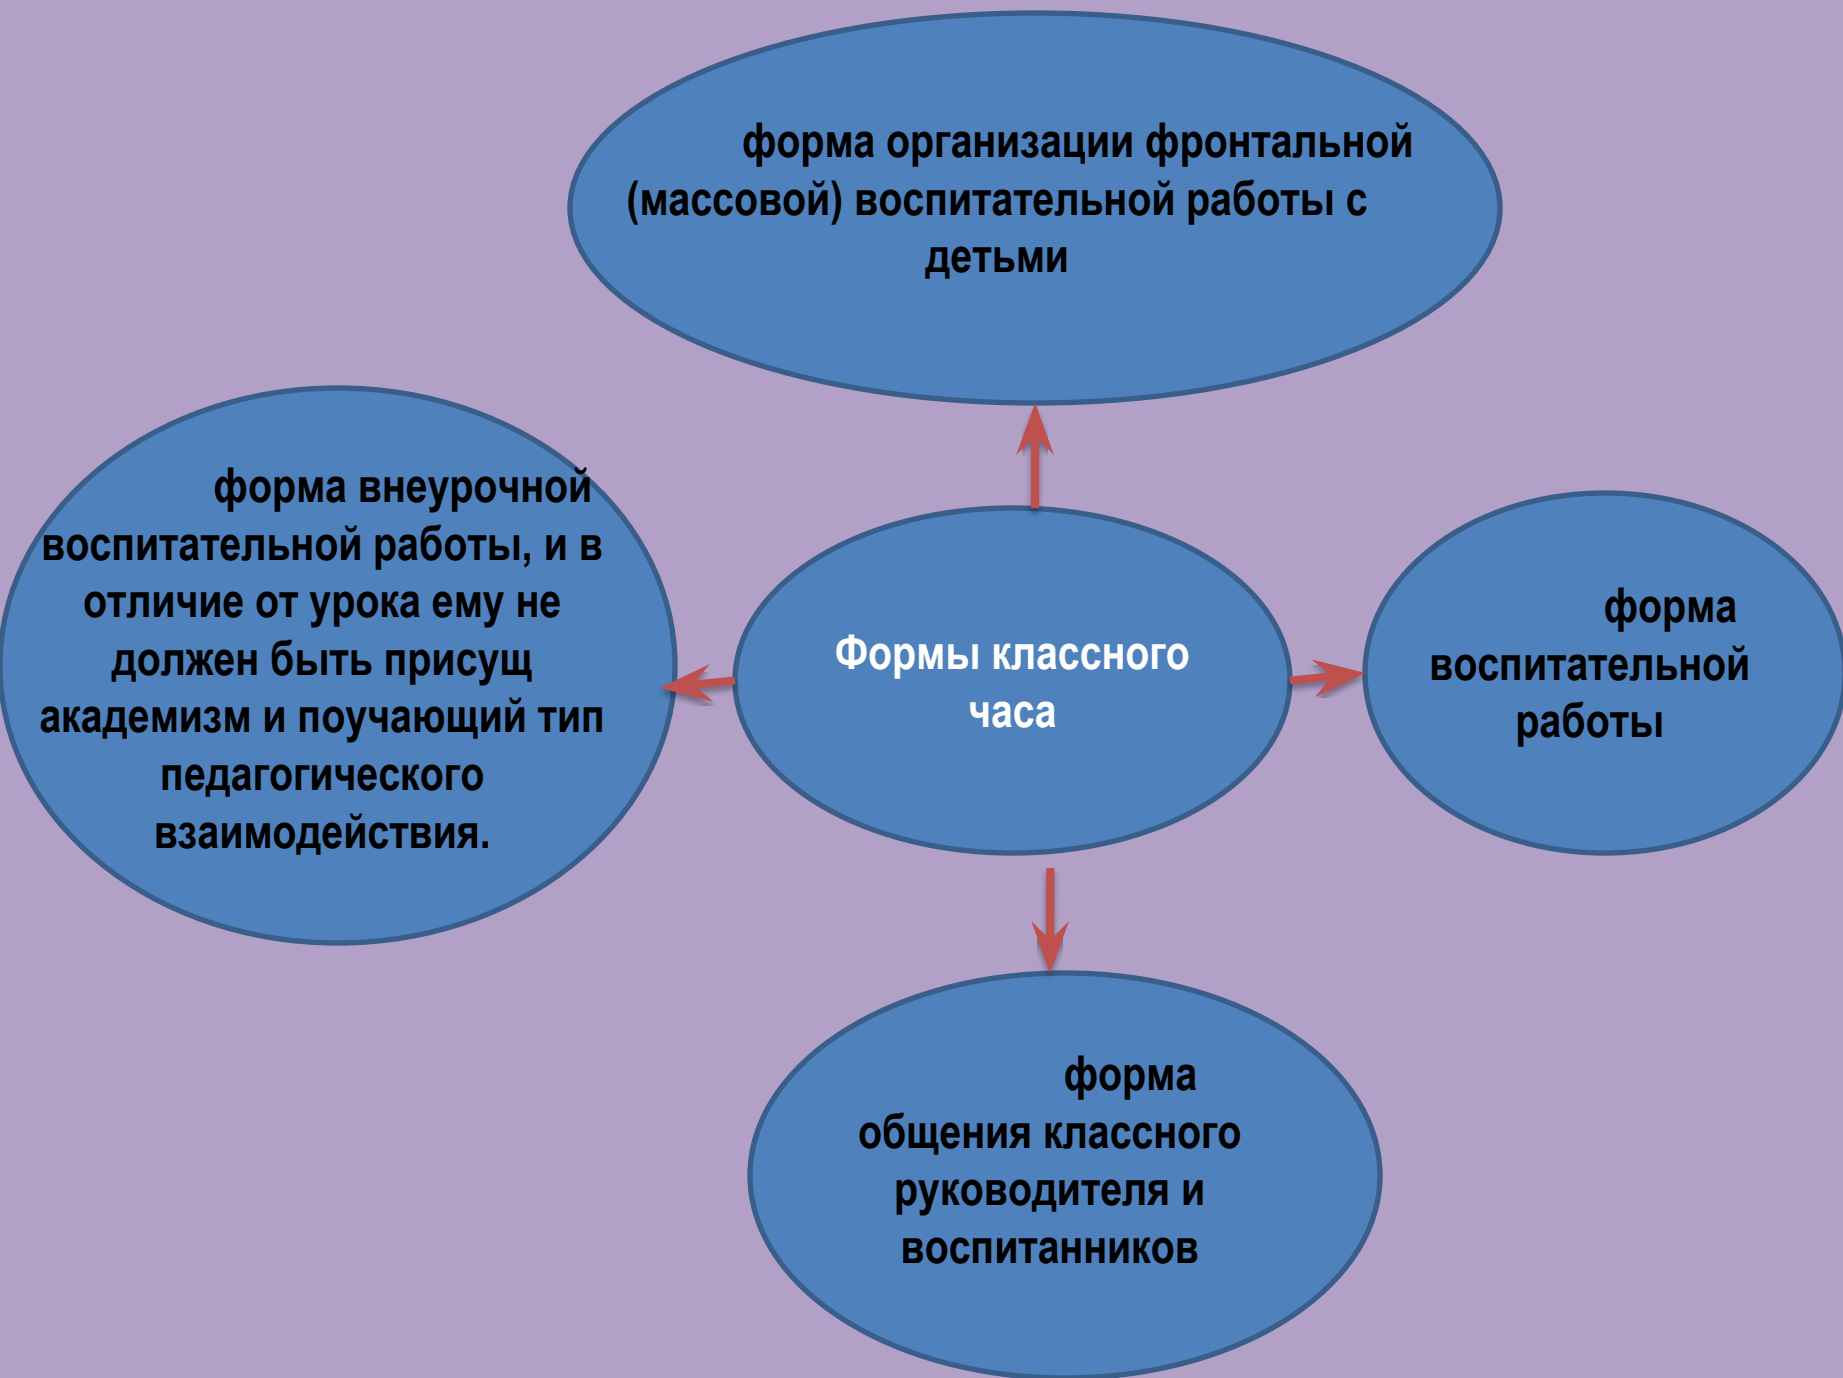 форма организации фронтальной
(массовой) воспитательной работы с
детьми
форма внеурочной
воспитательной работы, и в
отличие от урока ему не
должен быть присущ
академизм и поучающий тип
педагогического
взаимодействия.
Формы классного
часа
форма
воспитательной
работы
форма
общения классного
руководителя и
воспитанников